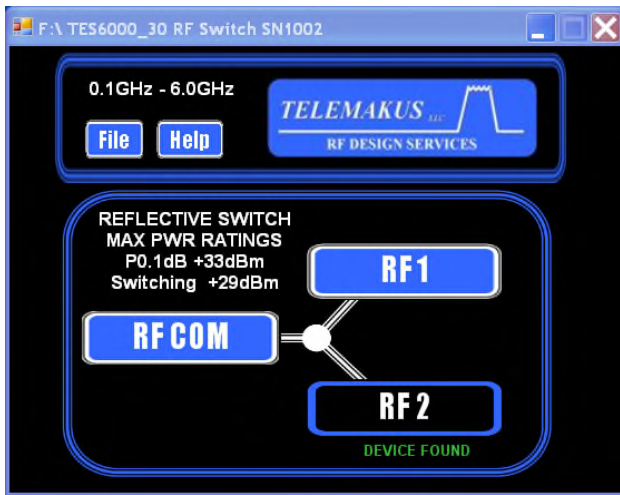 F:\ TES6000_30 RF Switch SN1002
0.1GHz - 6.0GHz
File Help
TELEMAKUS LLC
RF DESIGN SERVICES
REFLECTIVE SWITCH
MAX PWR RATINGS
P0.1dB +33dBm
Switching +29dBm
RF1
RF COM
RF 2
DEVICE FOUND